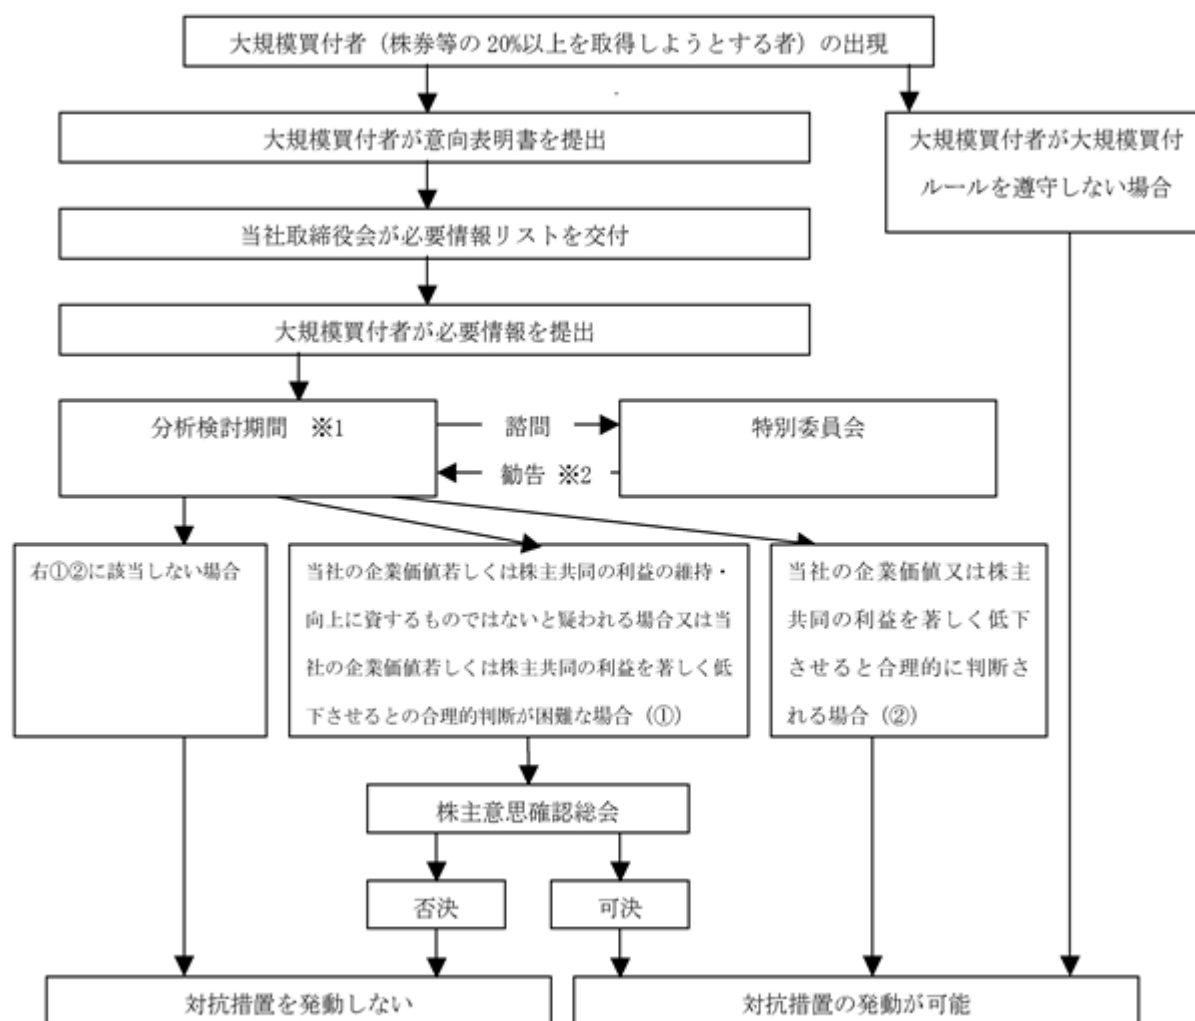 大規模買付者（株券等の 20%以上を取得しようとする者）の出現
大規模買付者が意向表明書を提出
大規模買付者が大規模買付
ルールを遵守しない場合
当社取締役会が必要情報リストを交付
大規模買付者が必要情報を提出
分析検討期間　※1
諮問
勧告 ※2
特別委員会
右①②に該当しない場合
当社の企業価値若しくは株主共同の利益の維持・
向上に資するものではないと疑われる場合又は当
社の企業価値若しくは株主共同の利益を著しく低
下させるとの合理的判断が困難な場合（①）
当社の企業価値又は株主
共同の利益を著しく低下
させると合理的に判断さ
れる場合（②）
株主意思確認総会
否決
可決
対抗措置を発動しない
対抗措置の発動が可能